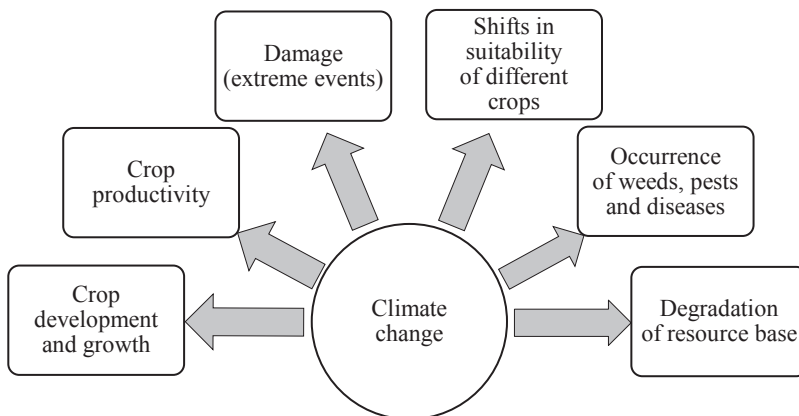 Damage
(extreme events)
Shifts in
suitability
of different
crops
Crop
productivity
Occurrence
of weeds, pests
and diseases
Crop
development
and growth
Climate
change
Degradation
of resource base